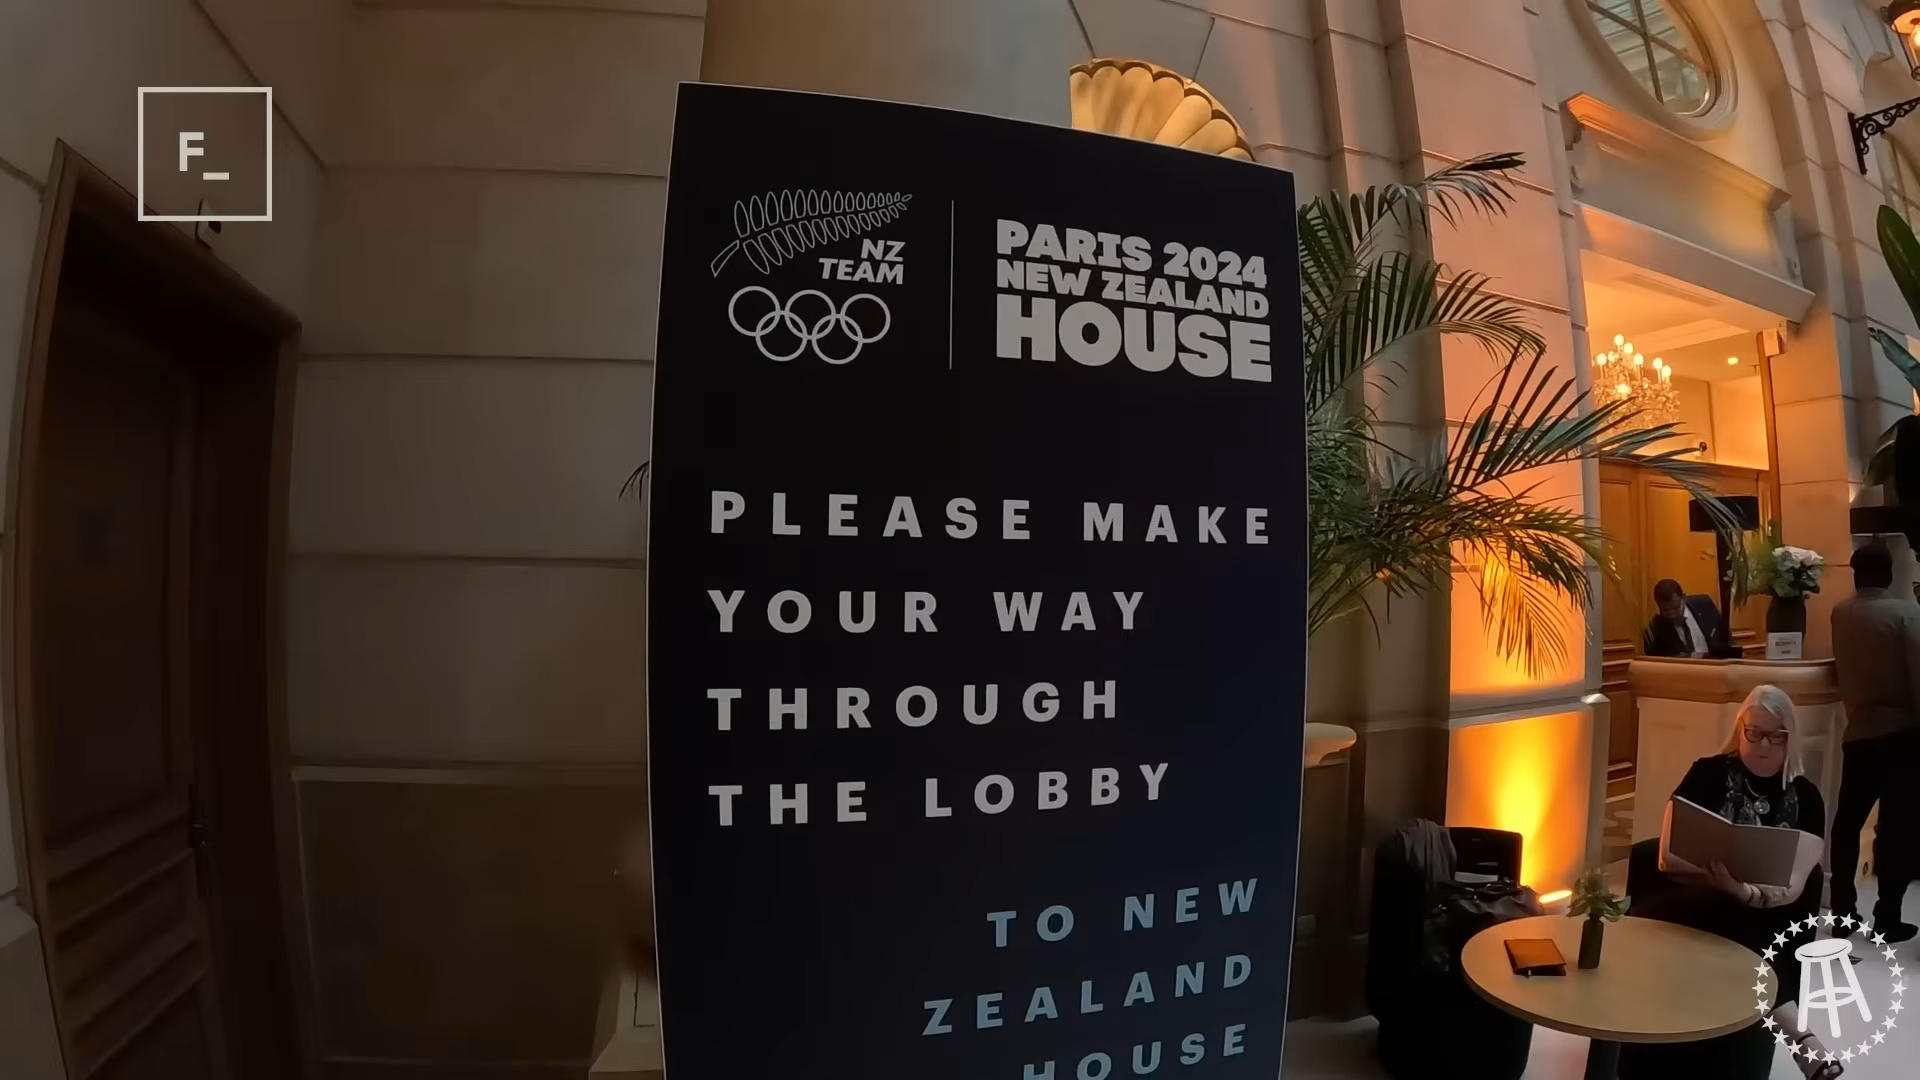 F_
NZ
TEAM
PARIS 2024
NEW ZEALAND
HOUSE
PLEASE MAKE
YOUR WAY
THROUGH
THE LOBBY
TO NEW
ZEALAND
HOUSE